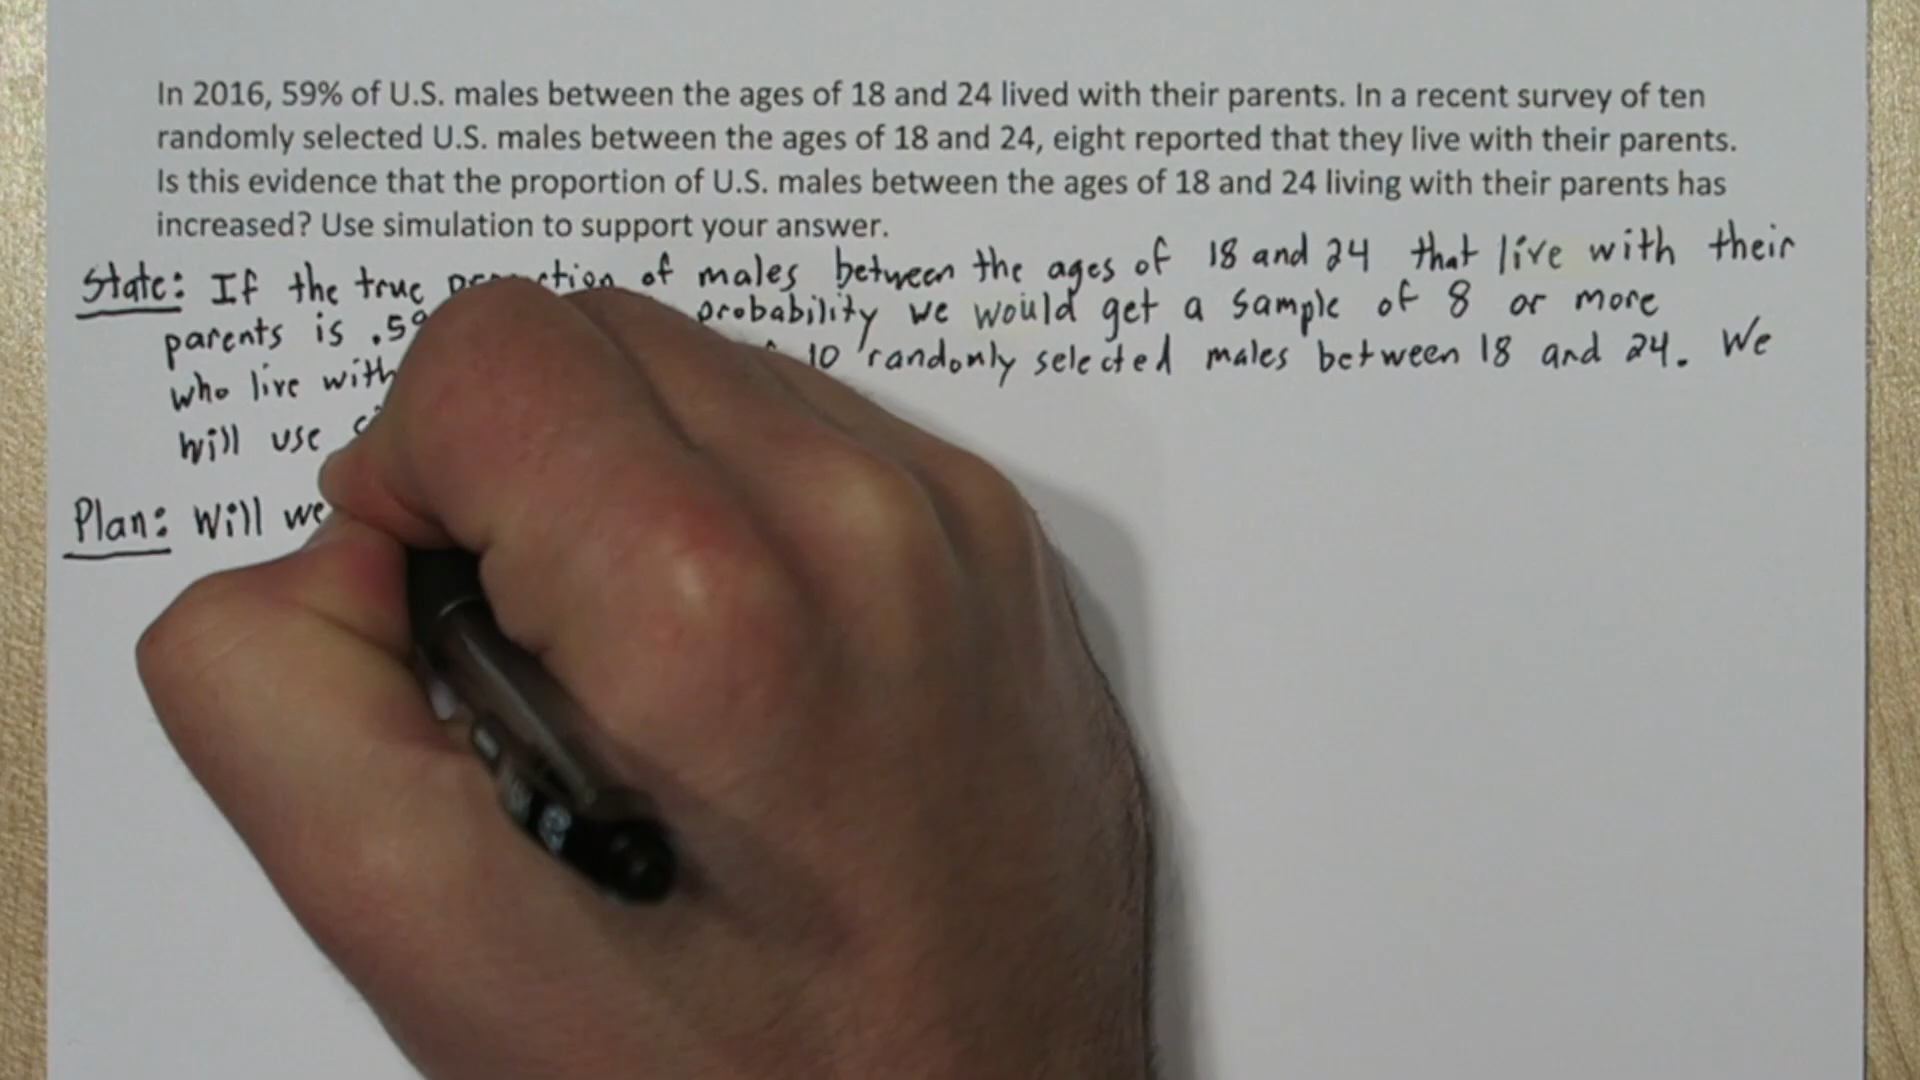 In 2016, 59% of U.S. males between the ages of 18 and 24 lived with their parents. In a recent survey of ten
randomly selected U.S. males between the ages of 18 and 24, eight reported that they live with their parents.
Is this evidence that the proportion of U.S. males between the ages of 18 and 24 living with their parents has
increased? Use simulation to support your answer.
State: If the true of males between the ages of 18 and 24 that live with their
parents is .59 probability we would get a sample of 8 or more
who live with 10 randomly selected males between 18 and 24. We
will use
Plan: Will we